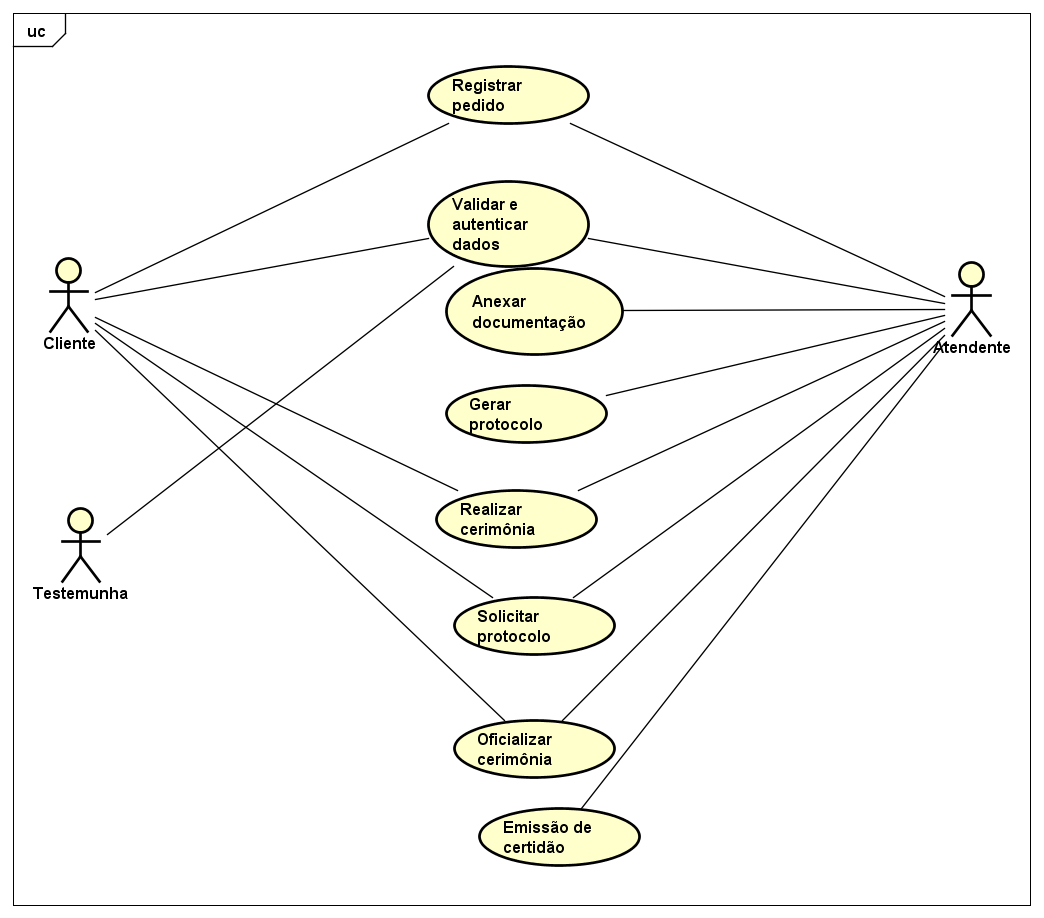 uc
Registrar
pedido
Validar e
autenticar
dados
Anexar
documentação
Cliente
Atendente
Gerar
protocolo
Realizar
cerimônia
Testemunha
Solicitar
protocolo
Oficializar
cerimônia
Emissão de
certidão